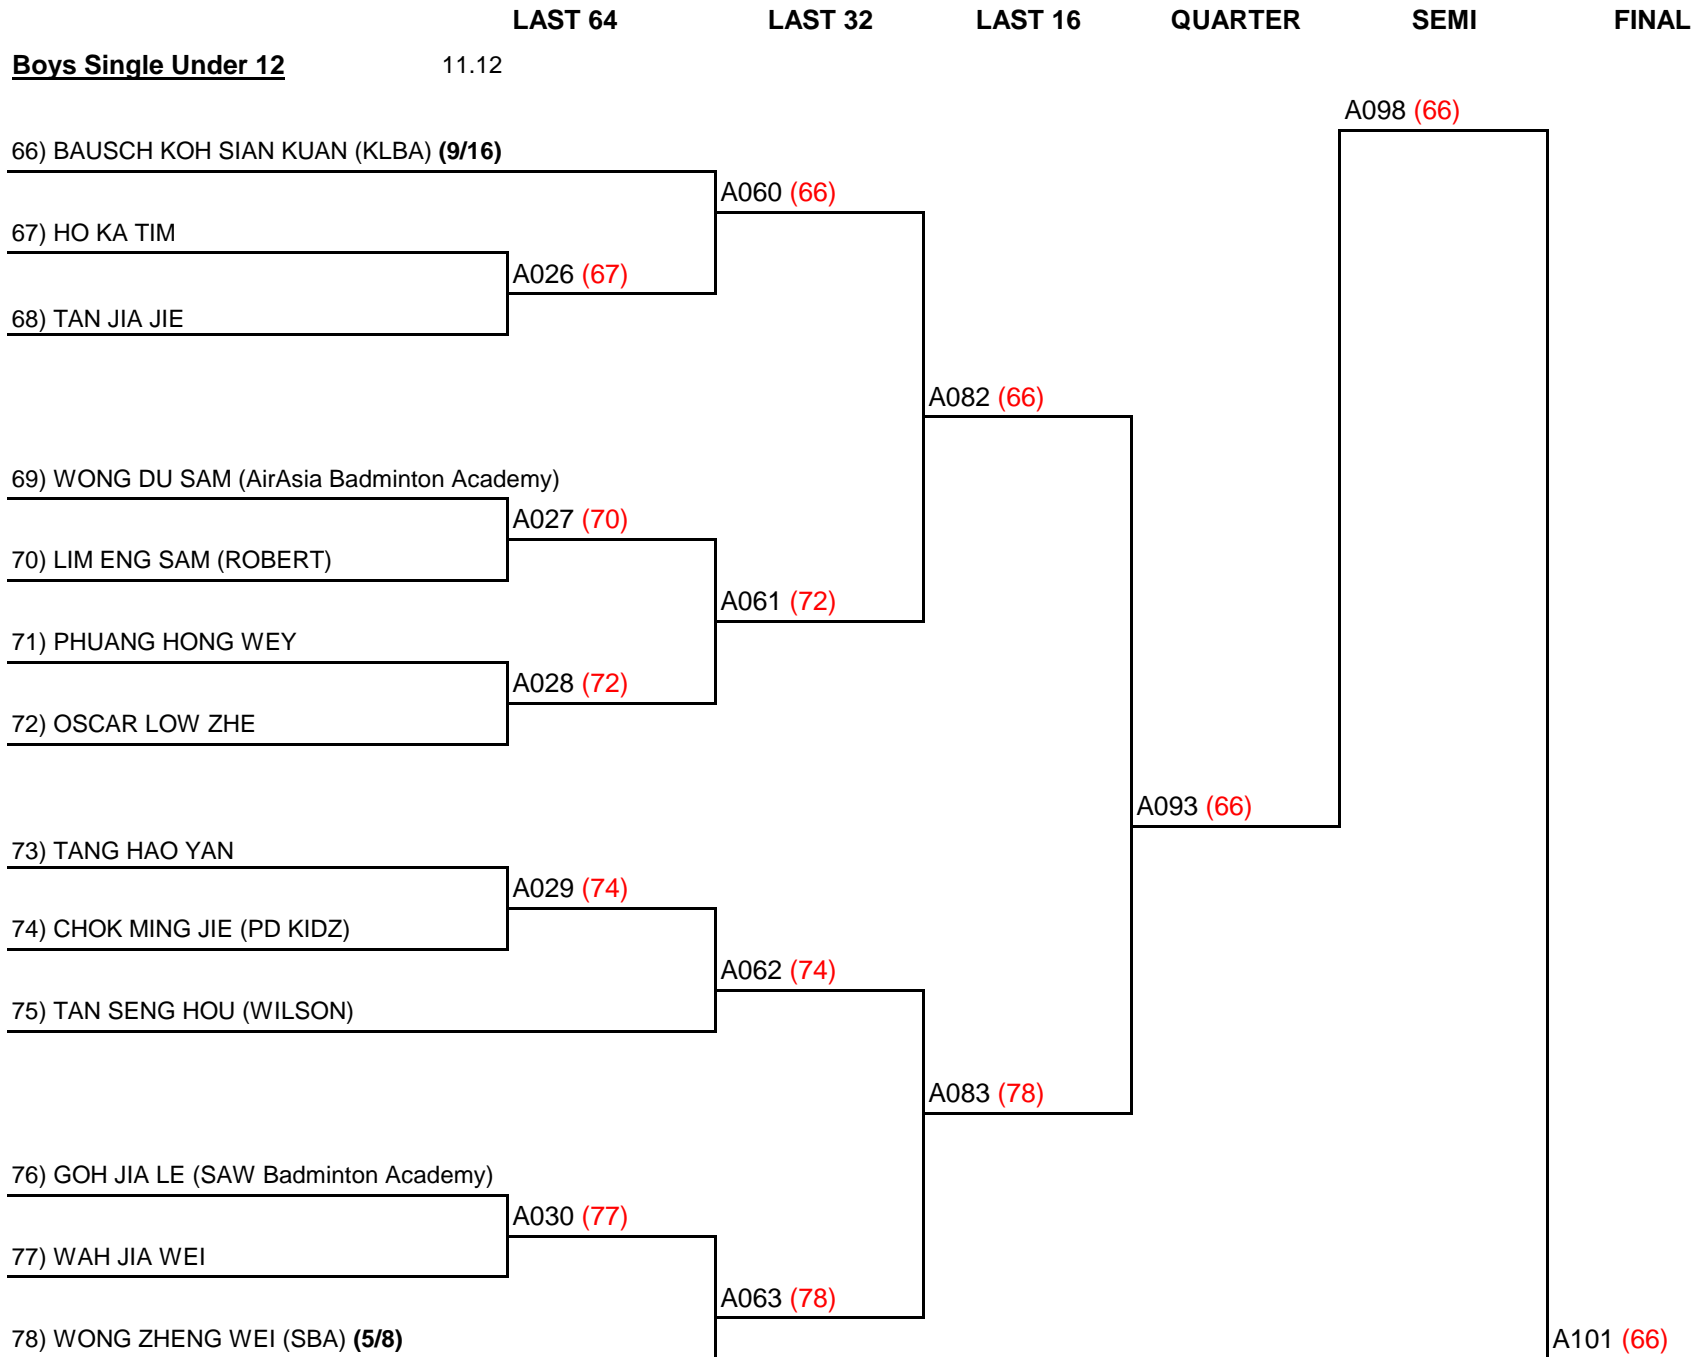 LAST 64 LAST 32 LAST 16 QUARTER SEMI FINAL
Boys Single Under 12 11.12
A098 (66)
66) BAUSCH KOH SIAN KUAN (KLBA) (9/16)
A060 (66)
67) HO KA TIM
A026 (67)
68) TAN JIA JIE
A082 (66)
69) WONG DU SAM (AirAsia Badminton Academy)
A027 (70)
70) LIM ENG SAM (ROBERT)
A061 (72)
71) PHUANG HONG WEY
A028 (72)
72) OSCAR LOW ZHE
A093 (66)
73) TANG HAO YAN
A029 (74)
74) CHOK MING JIE (PD KIDZ)
A062 (74)
75) TAN SENG HOU (WILSON)
A083 (78)
76) GOH JIA LE (SAW Badminton Academy)
A030 (77)
77) WAH JIA WEI
A063 (78)
78) WONG ZHENG WEI (SBA) (5/8) A101 (66)